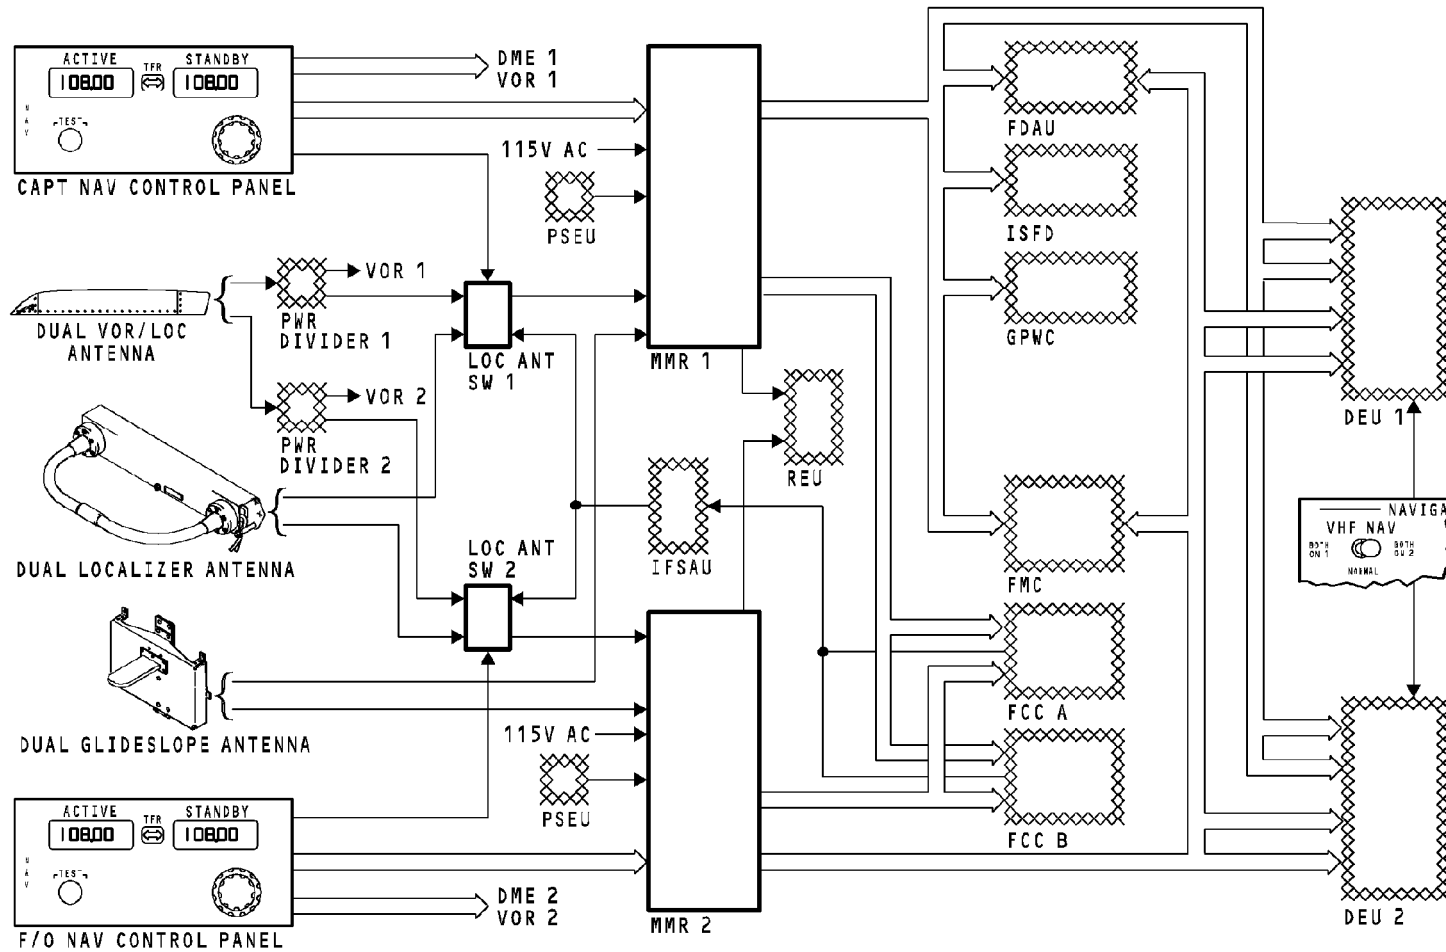 ACTIVE
TFR
STANDBY
108.00
108.00
NAV
TEST
CAPT NAV CONTROL PANEL
DME 1
VOR 1
115V AC
PSEU
MMR 1
FDAU
ISFD
GPWC
DEU 1
DUAL VOR/LOC
ANTENNA
PWR
DIVIDER 1
VOR 1
LOC ANT
SW 1
PWR
DIVIDER 2
VOR 2
REU
DUAL LOCALIZER ANTENNA
LOC ANT
SW 2
IFSAU
FMC
NAVIGA
VHF NAV
BOTH
ON 1
BOTH
ON 2
NORMAL
DUAL GLIDESLOPE ANTENNA
115V AC
PSEU
FCC A
FCC B
ACTIVE
TFR
STANDBY
108.00
108.00
NAV
TEST
F/O NAV CONTROL PANEL
DME 2
VOR 2
MMR 2
DEU 2